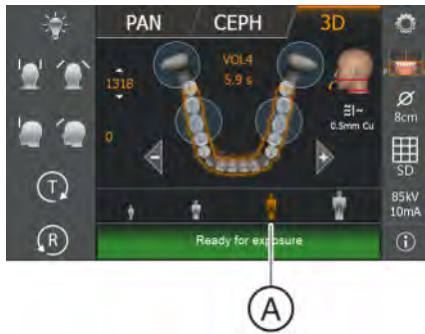 PAN CEPH 3D
VOL4
5.9 s
1318
0
0.5mm Cu
8cm
SD
85kV
10mA
T
R
Ready for exposure
A